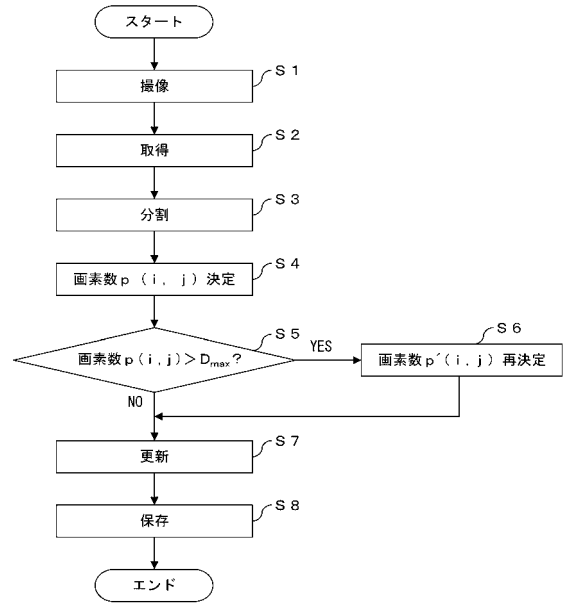 スタート
撮像
S1
取得
S2
分割
S3
画素数p(i,j)決定
S4
画素数p(i,j)>Dmax?
S5
YES
画素数p´(i,j)再決定
S6
NO
更新
S7
保存
S8
エンド